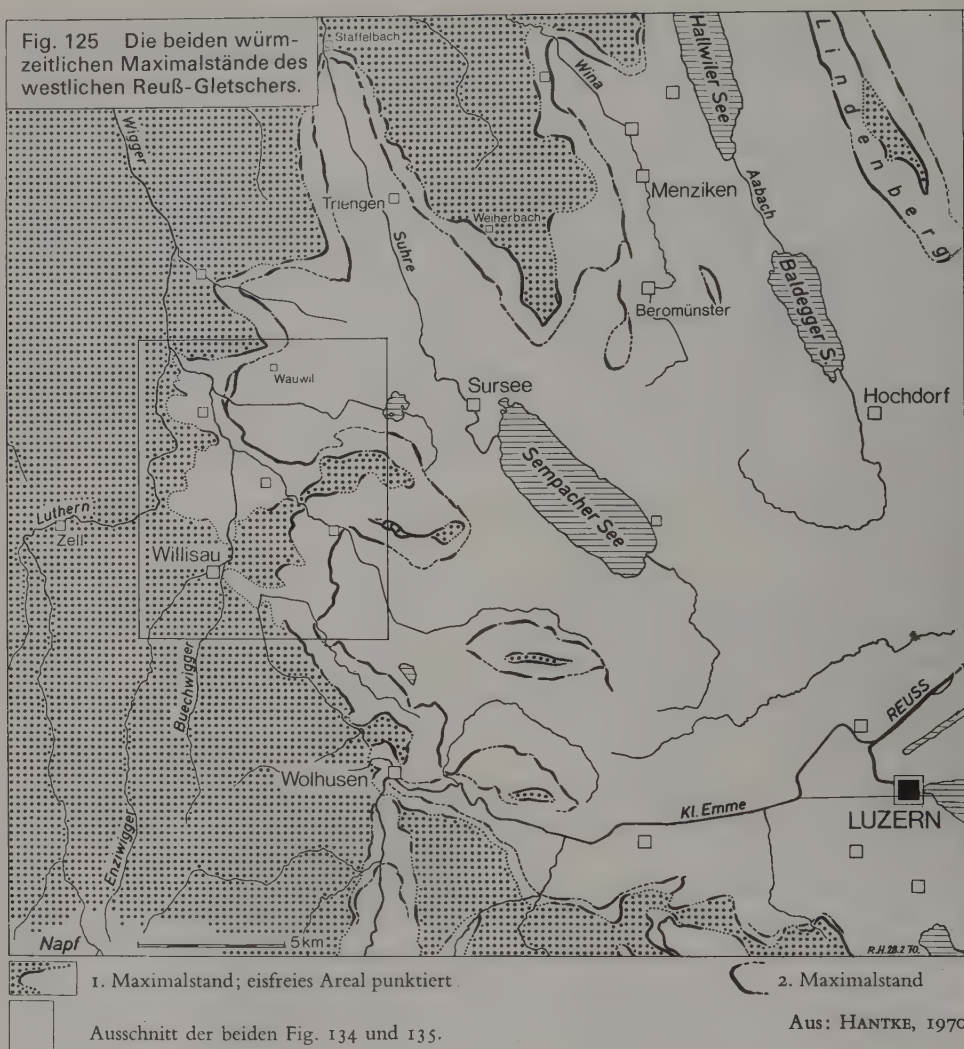 Fig. 125 Die beiden würm-
zeitlichen Maximalstände des
westlichen Reuß-Gletschers.
Staffelbach
Wina
Hallwiler See
Lindenberg
Wigger
Triengen
Suhre
Weiherbach
Menziken
Aabach
Beromünster
Baldegger S.
Wauwil
Sursee
Hochdorf
Sempacher See
Luthern
Zell
Willisau
Buechwigger
Enziwigger
Wolhusen
REUSS
Kl. Emme
LUZERN
Napf
5 km
R.H.28.2.70.
1. Maximalstand; eisfreies Areal punktiert
2. Maximalstand
Ausschnitt der beiden Fig. 134 und 135.
Aus: HANTKE, 1970